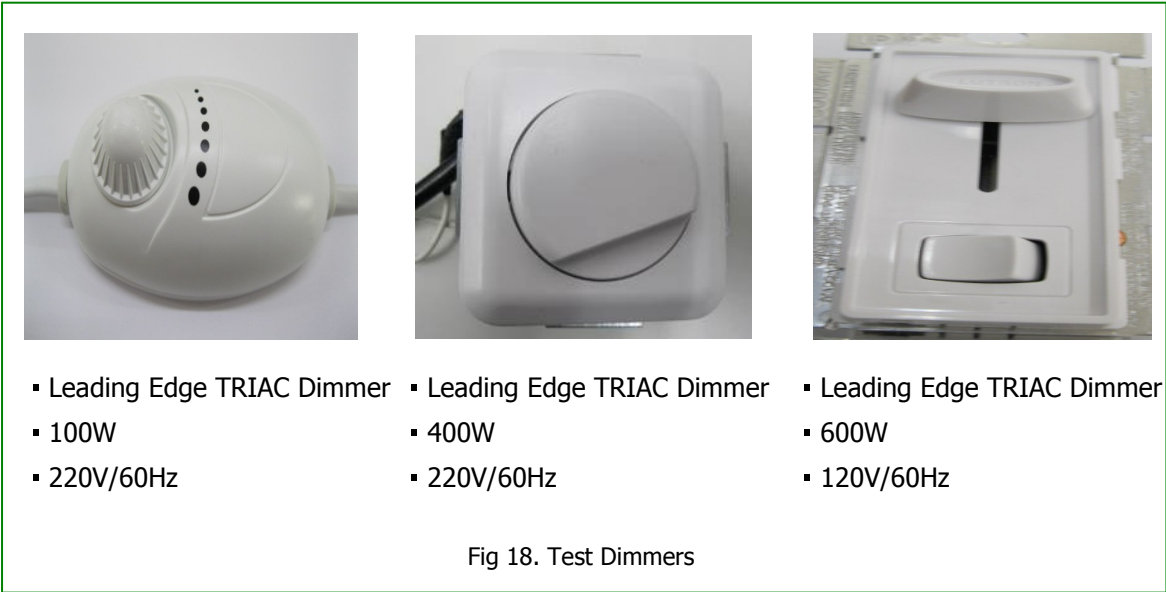 ▪ Leading Edge TRIAC Dimmer
▪ 100W
▪ 220V/60Hz
▪ Leading Edge TRIAC Dimmer
▪ 400W
▪ 220V/60Hz
▪ Leading Edge TRIAC Dimmer
▪ 600W
▪ 120V/60Hz
Fig 18. Test Dimmers